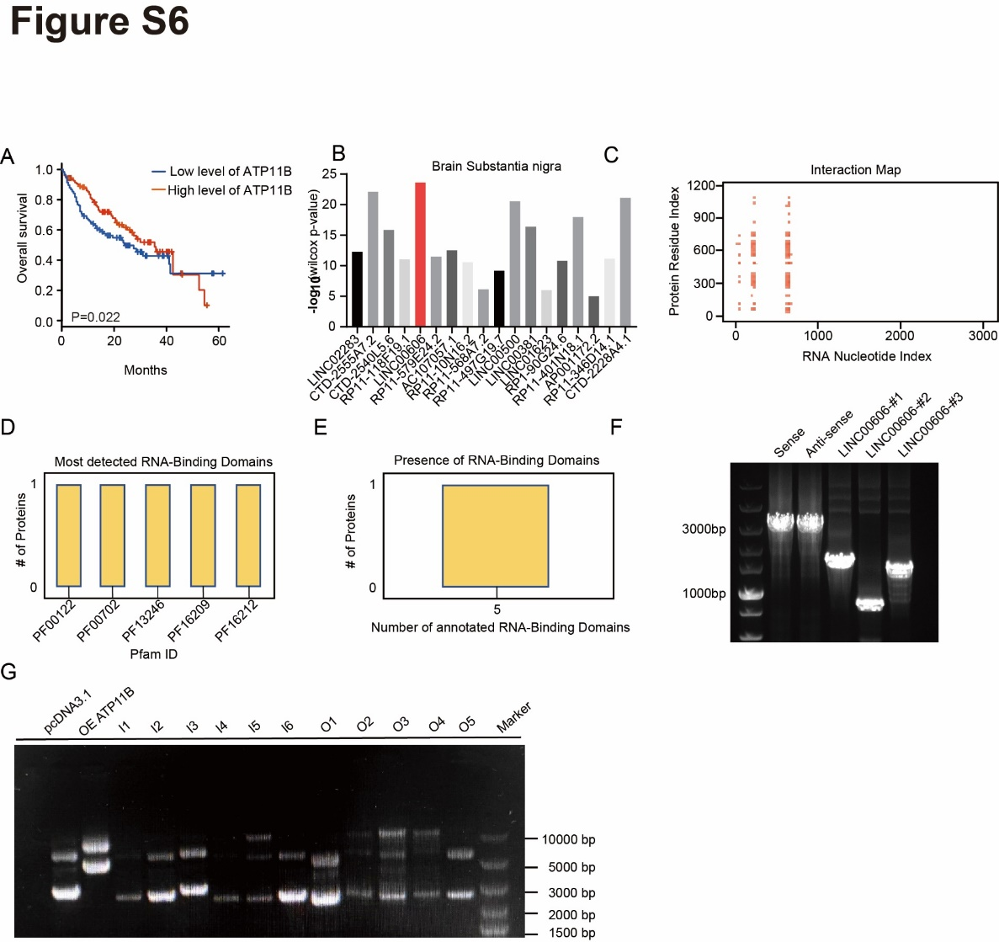 Figure S6
A
Low level of ATP11B
High level of ATP11B
Overall survival
1.0
0.8
0.6
0.4
0.2
0.0
P=0.022
0 20 40 60
Months
B
Brain Substantia nigra
-log10(wilcox p-value)
25
20
15
10
5
0
LINC02283
CTD-2555A7.2
CTD-2540L5.6
RP11-118F19.1
LINC00606
RP11-579E24.2
AC107057.1
RP11-10N16.2
RP11-568A7.2
RP11-497G19.7
LINC00500
LINC00381
LINC01623
RP1-90G24.6
RP11-401N18.1
AP001172.2
RP11-346D14.1
CTD-2228A4.1
C
Interaction Map
Protein Residue Index
1200
900
600
300
0
0 1000 2000 3000
RNA Nucleotide Index
D
Most detected RNA-Binding Domains
# of Proteins
1
0
PF00122
PF00702
PF13246
PF16209
PF16212
Pfam ID
E
Presence of RNA-Binding Domains
# of Proteins
1
0
5
Number of annotated RNA-Binding Domains
F
Sense
Anti-sense
LINC00606-#1
LINC00606-#2
LINC00606-#3
3000bp
1000bp
G
pcDNA3.1
OE ATP11B
I1
I2
I3
I4
I5
I6
O1
O2
O3
O4
O5
Marker
10000 bp
5000 bp
3000 bp
2000 bp
1500 bp